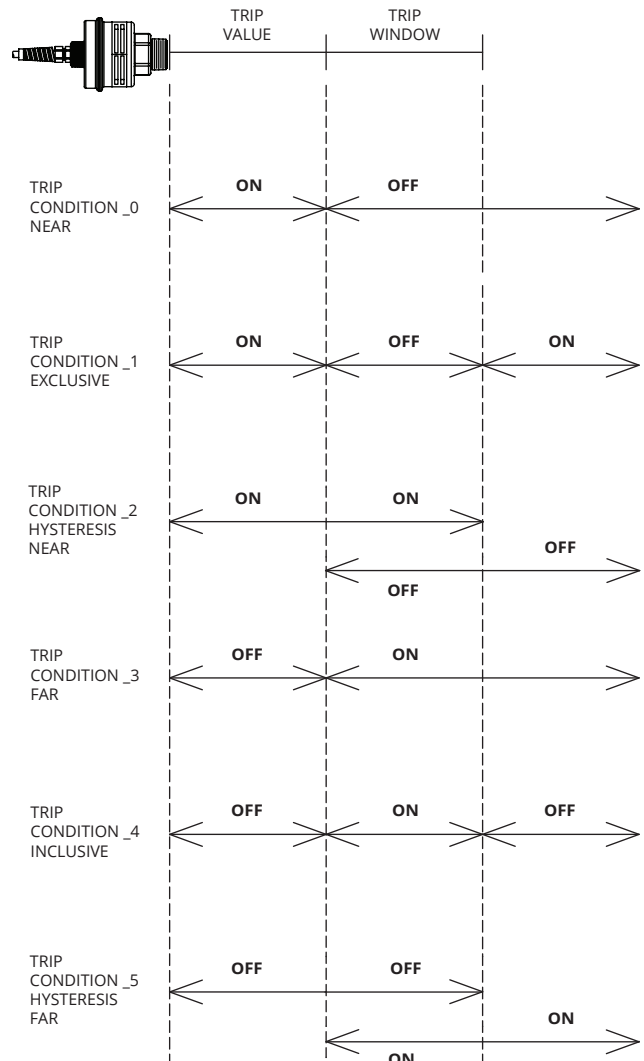 TRIP
VALUE
TRIP
WINDOW
TRIP
CONDITION _0
NEAR
ON
OFF
TRIP
CONDITION _1
EXCLUSIVE
ON
OFF
ON
TRIP
CONDITION _2
HYSTERESIS
NEAR
ON
ON
OFF
OFF
TRIP
CONDITION _3
FAR
OFF
ON
TRIP
CONDITION _4
INCLUSIVE
OFF
ON
OFF
TRIP
CONDITION _5
HYSTERESIS
FAR
OFF
OFF
ON
ON